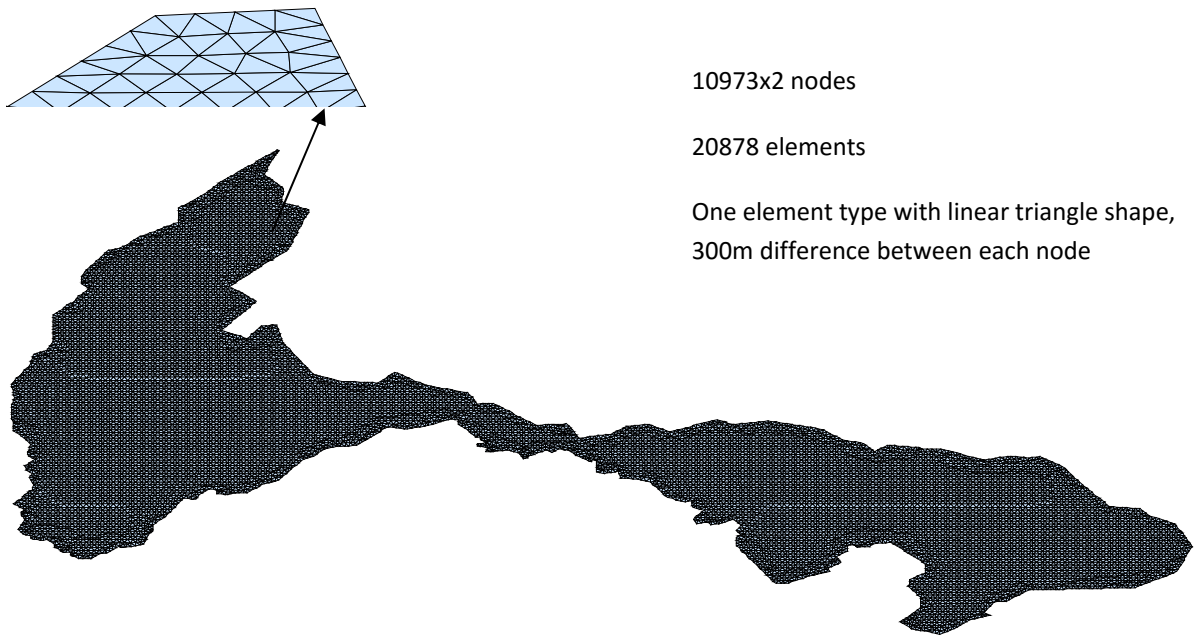 10973x2 nodes
20878 elements
One element type with linear triangle shape,
300m difference between each node